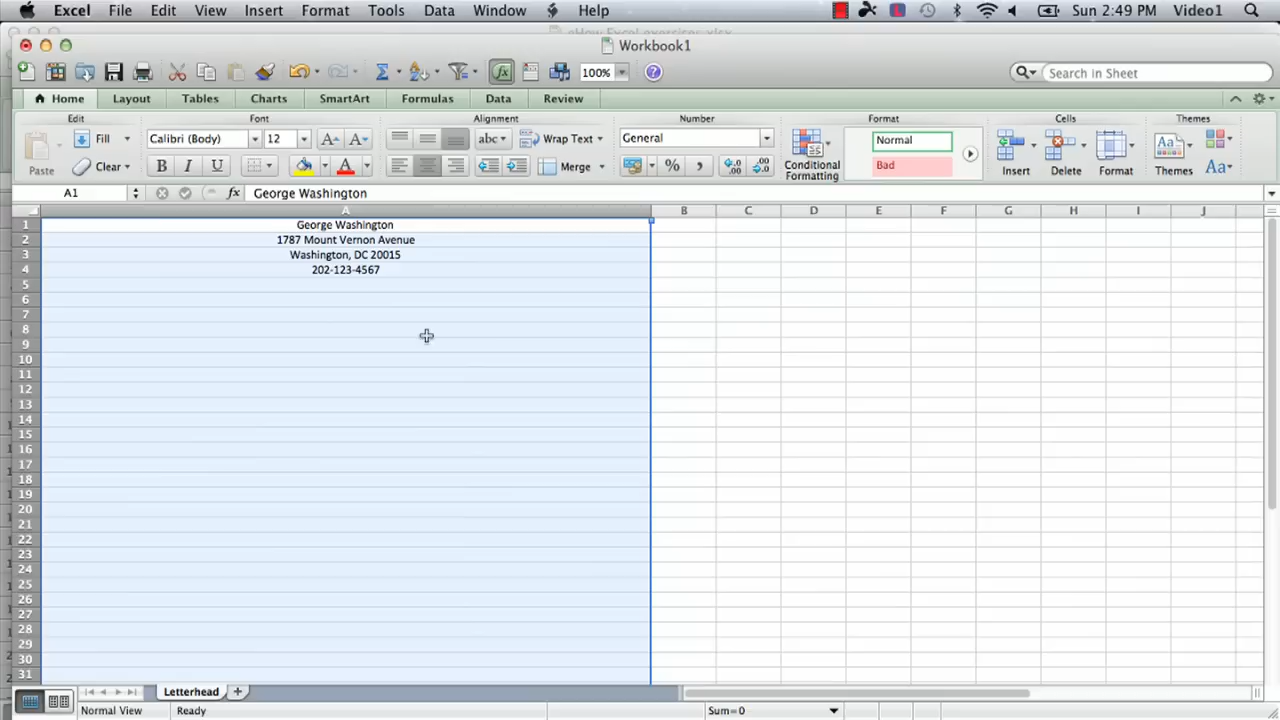 Excel File Edit View Insert Format Tools Data Window Help Sun 2:49 PM Video1
Workbook1
100% Search in Sheet
Home Layout Tables Charts SmartArt Formulas Data Review
Edit Font Alignment Number Format Cells Themes
Fill Calibri (Body) 12 A A abc Wrap Text General Normal
Paste Clear B I U A Merge % Conditional Formatting Bad Insert Delete Format Themes Aa
A1 fx George Washington
A B C D E F G H I J
1 George Washington
2 1787 Mount Vernon Avenue
3 Washington, DC 20015
4 202-123-4567
5
6
7
8
9
10
11
12
13
14
15
16
17
18
19
20
21
22
23
24
25
26
27
28
29
30
31
Letterhead
Normal View Ready Sum=0